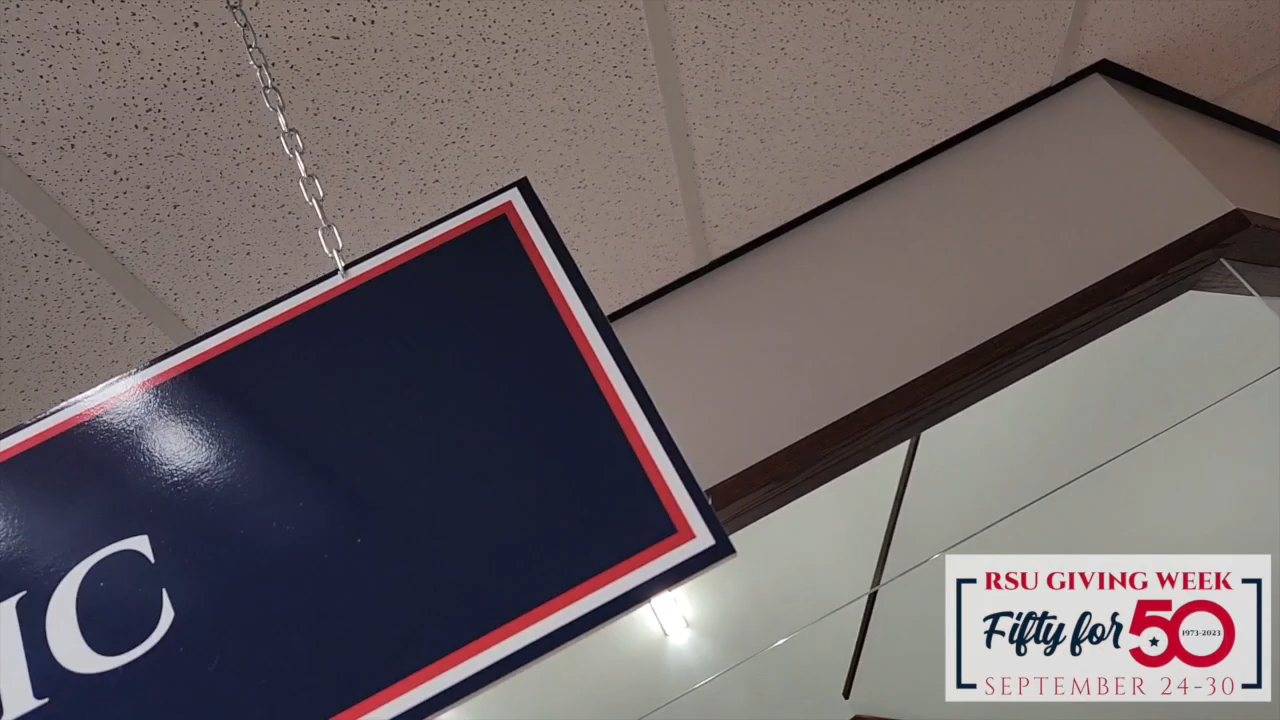 IC
RSU GIVING WEEK
Fifty for 50
1973-2023
SEPTEMBER 24-30